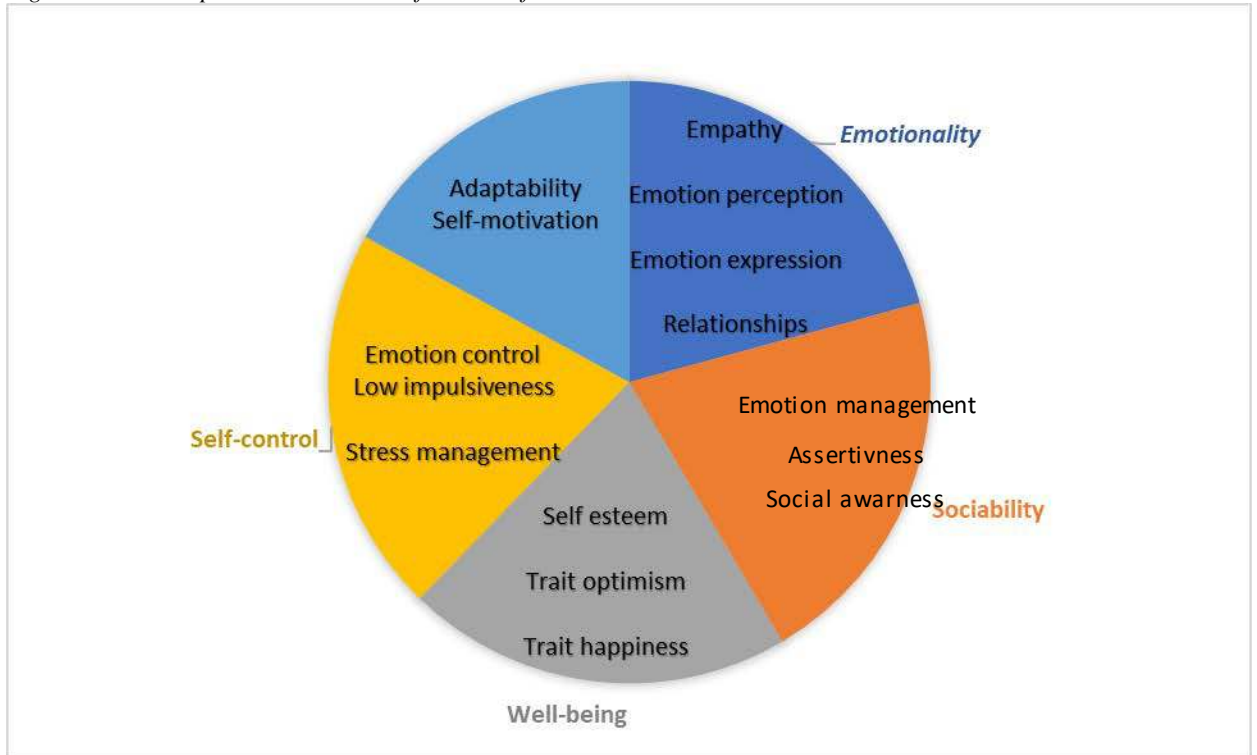 Empathy
Emotionality
Emotion perception
Emotion expression
Relationships
Adaptability
Self-motivation
Emotion control
Low impulsiveness
Stress management
Self-control
Emotion management
Assertivness
Social awarness
Sociability
Self esteem
Trait optimism
Trait happiness
Well-being